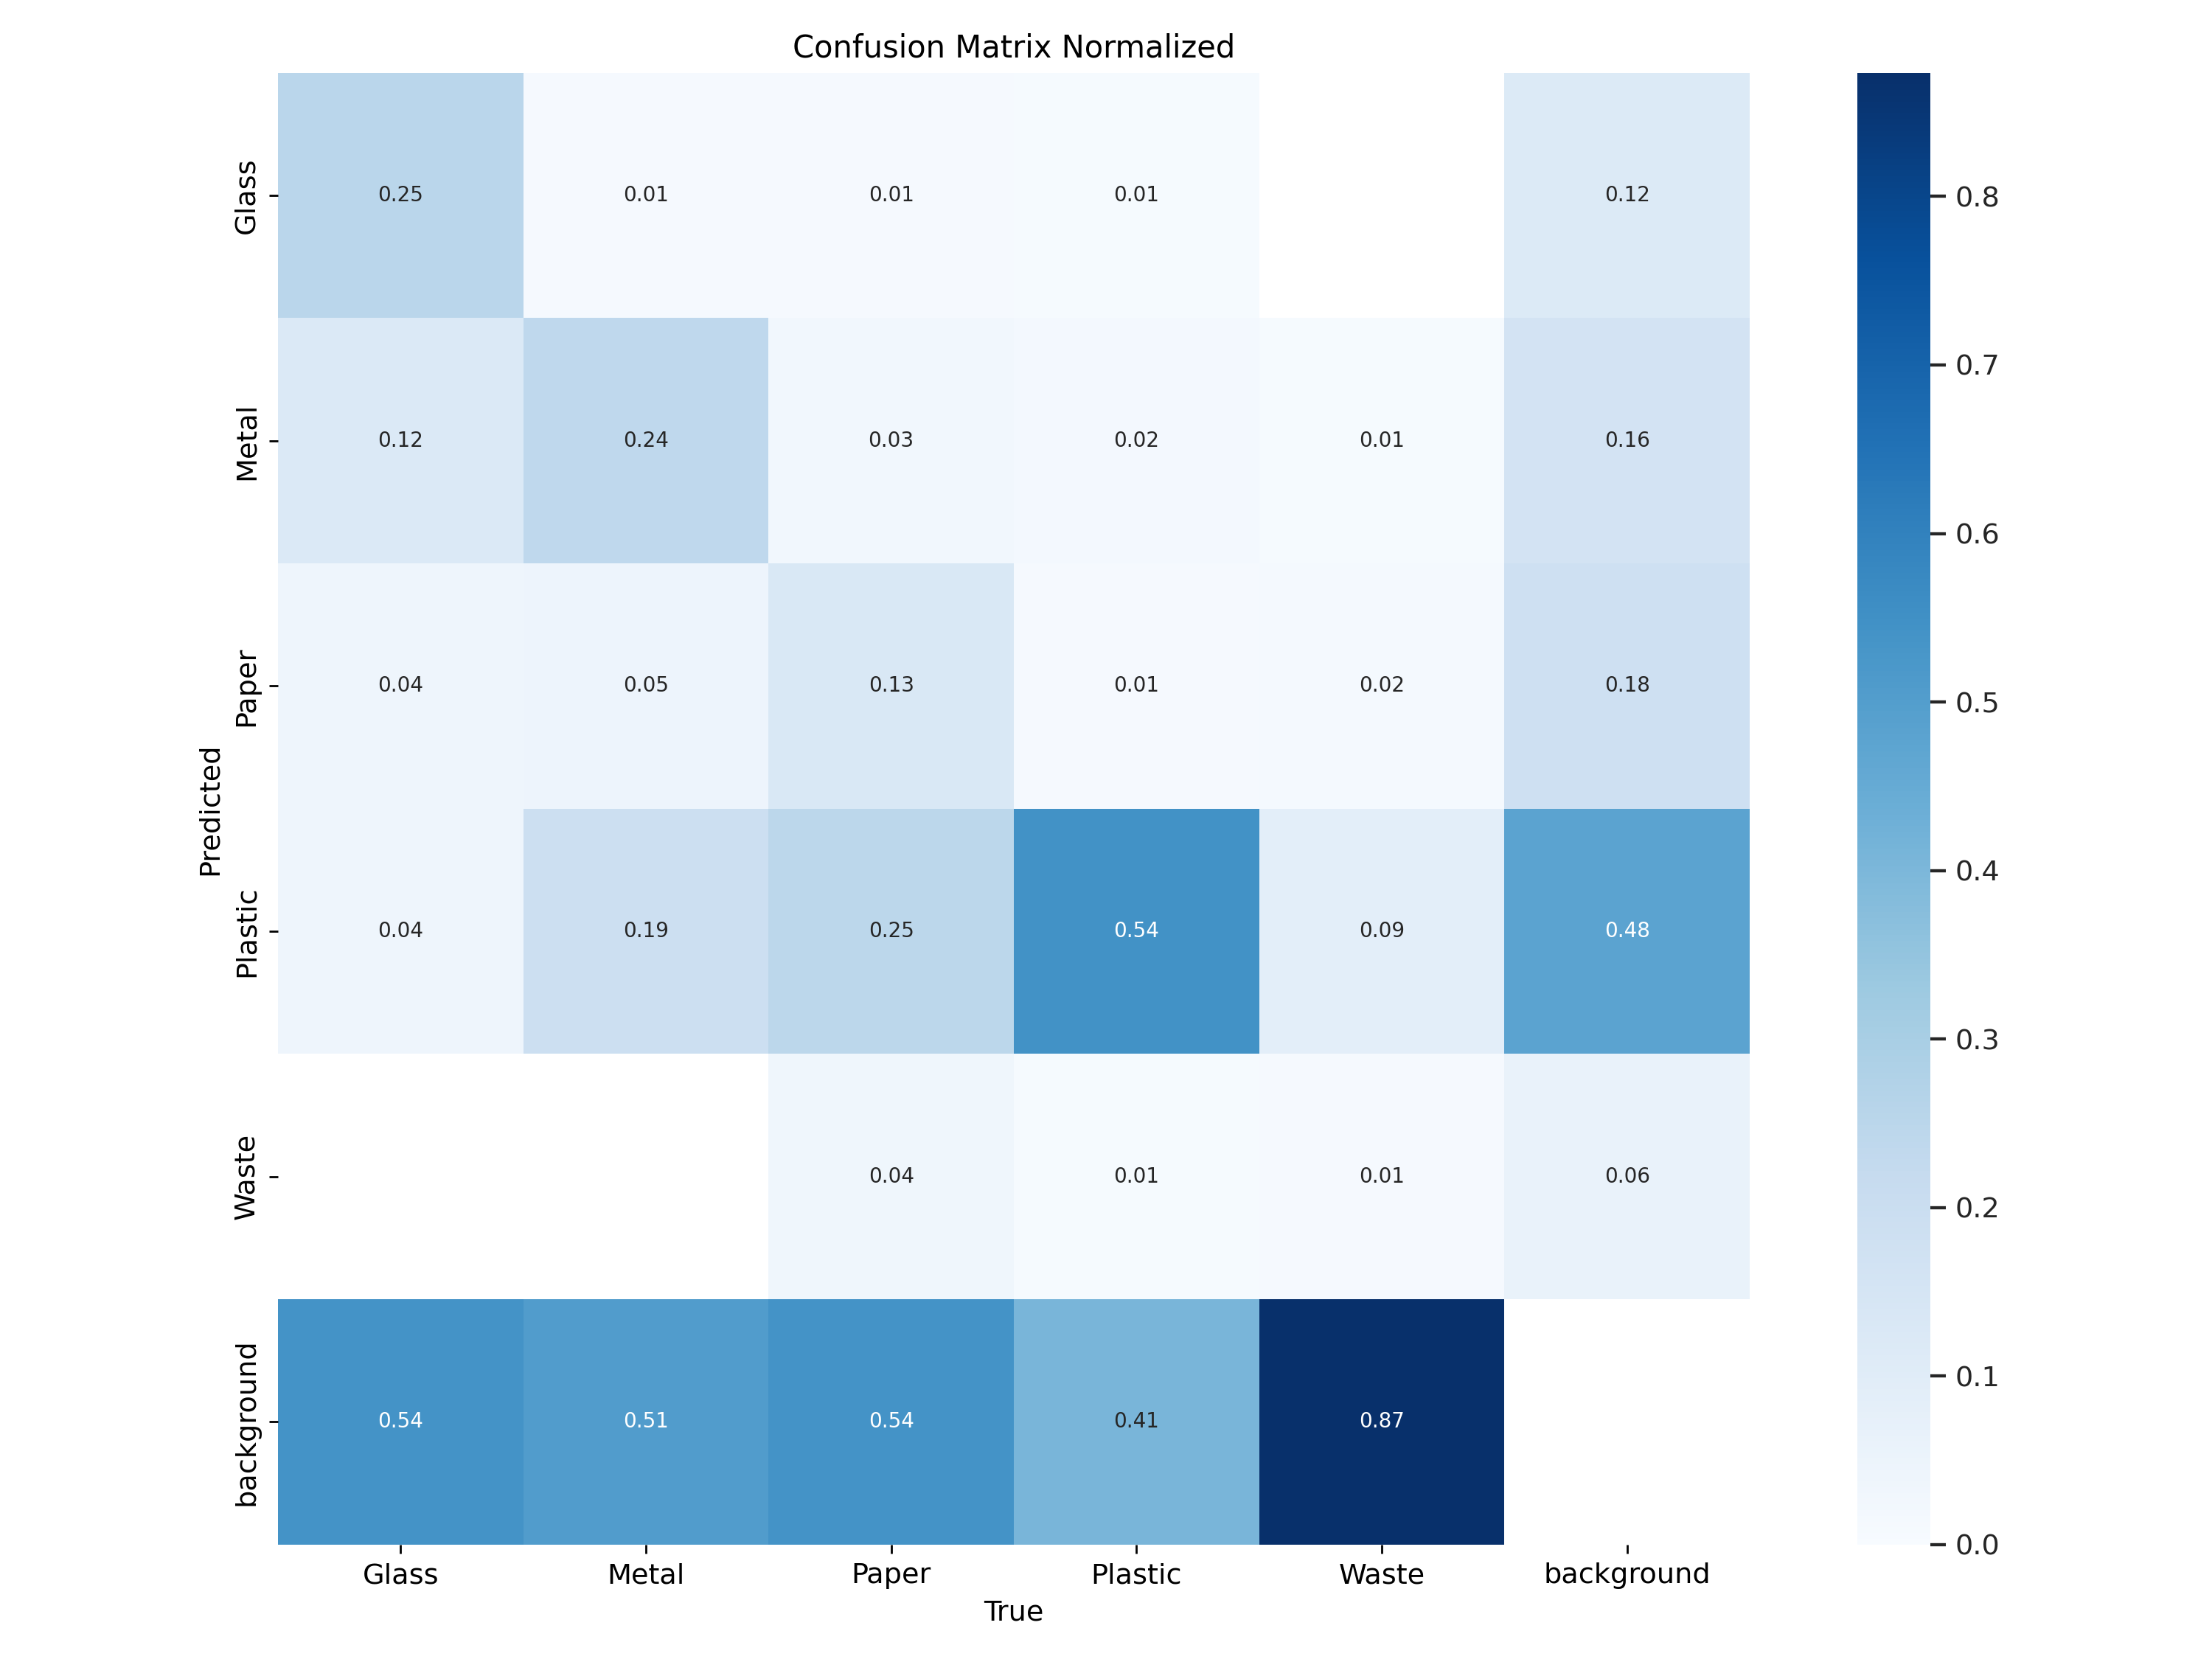 Confusion Matrix Normalized
Glass 0.25 0.01 0.01 0.01 0.12
Metal 0.12 0.24 0.03 0.02 0.01 0.16
Paper 0.04 0.05 0.13 0.01 0.02 0.18
Plastic 0.04 0.19 0.25 0.54 0.09 0.48
Waste 0.04 0.01 0.01 0.06
background 0.54 0.51 0.54 0.41 0.87
Predicted
Glass Metal Paper Plastic Waste background
True
0.8
0.7
0.6
0.5
0.4
0.3
0.2
0.1
0.0